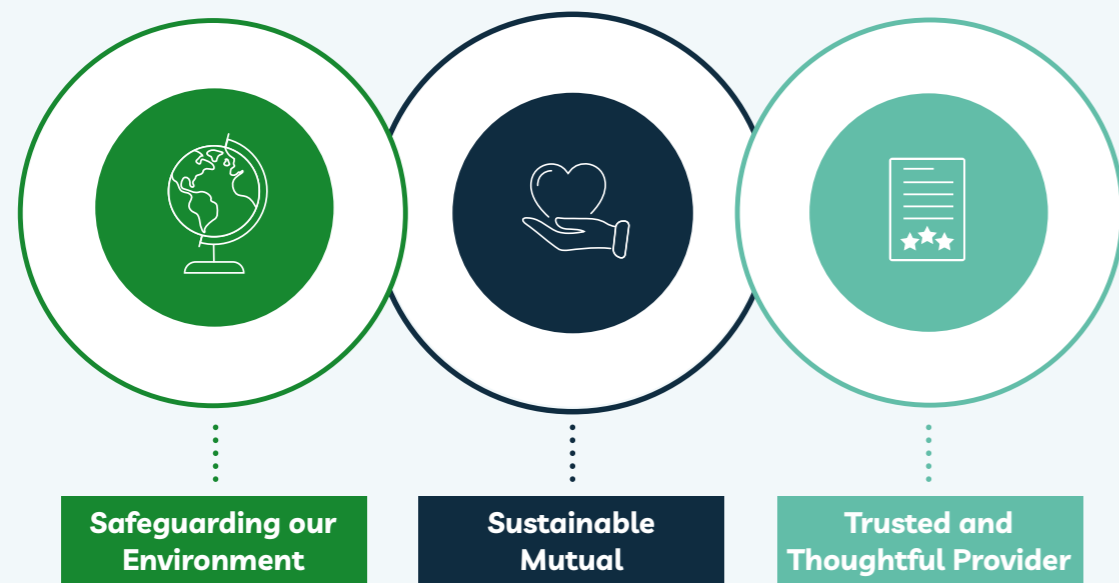 Safeguarding our
Environment
Sustainable
Mutual
Trusted and
Thoughtful Provider